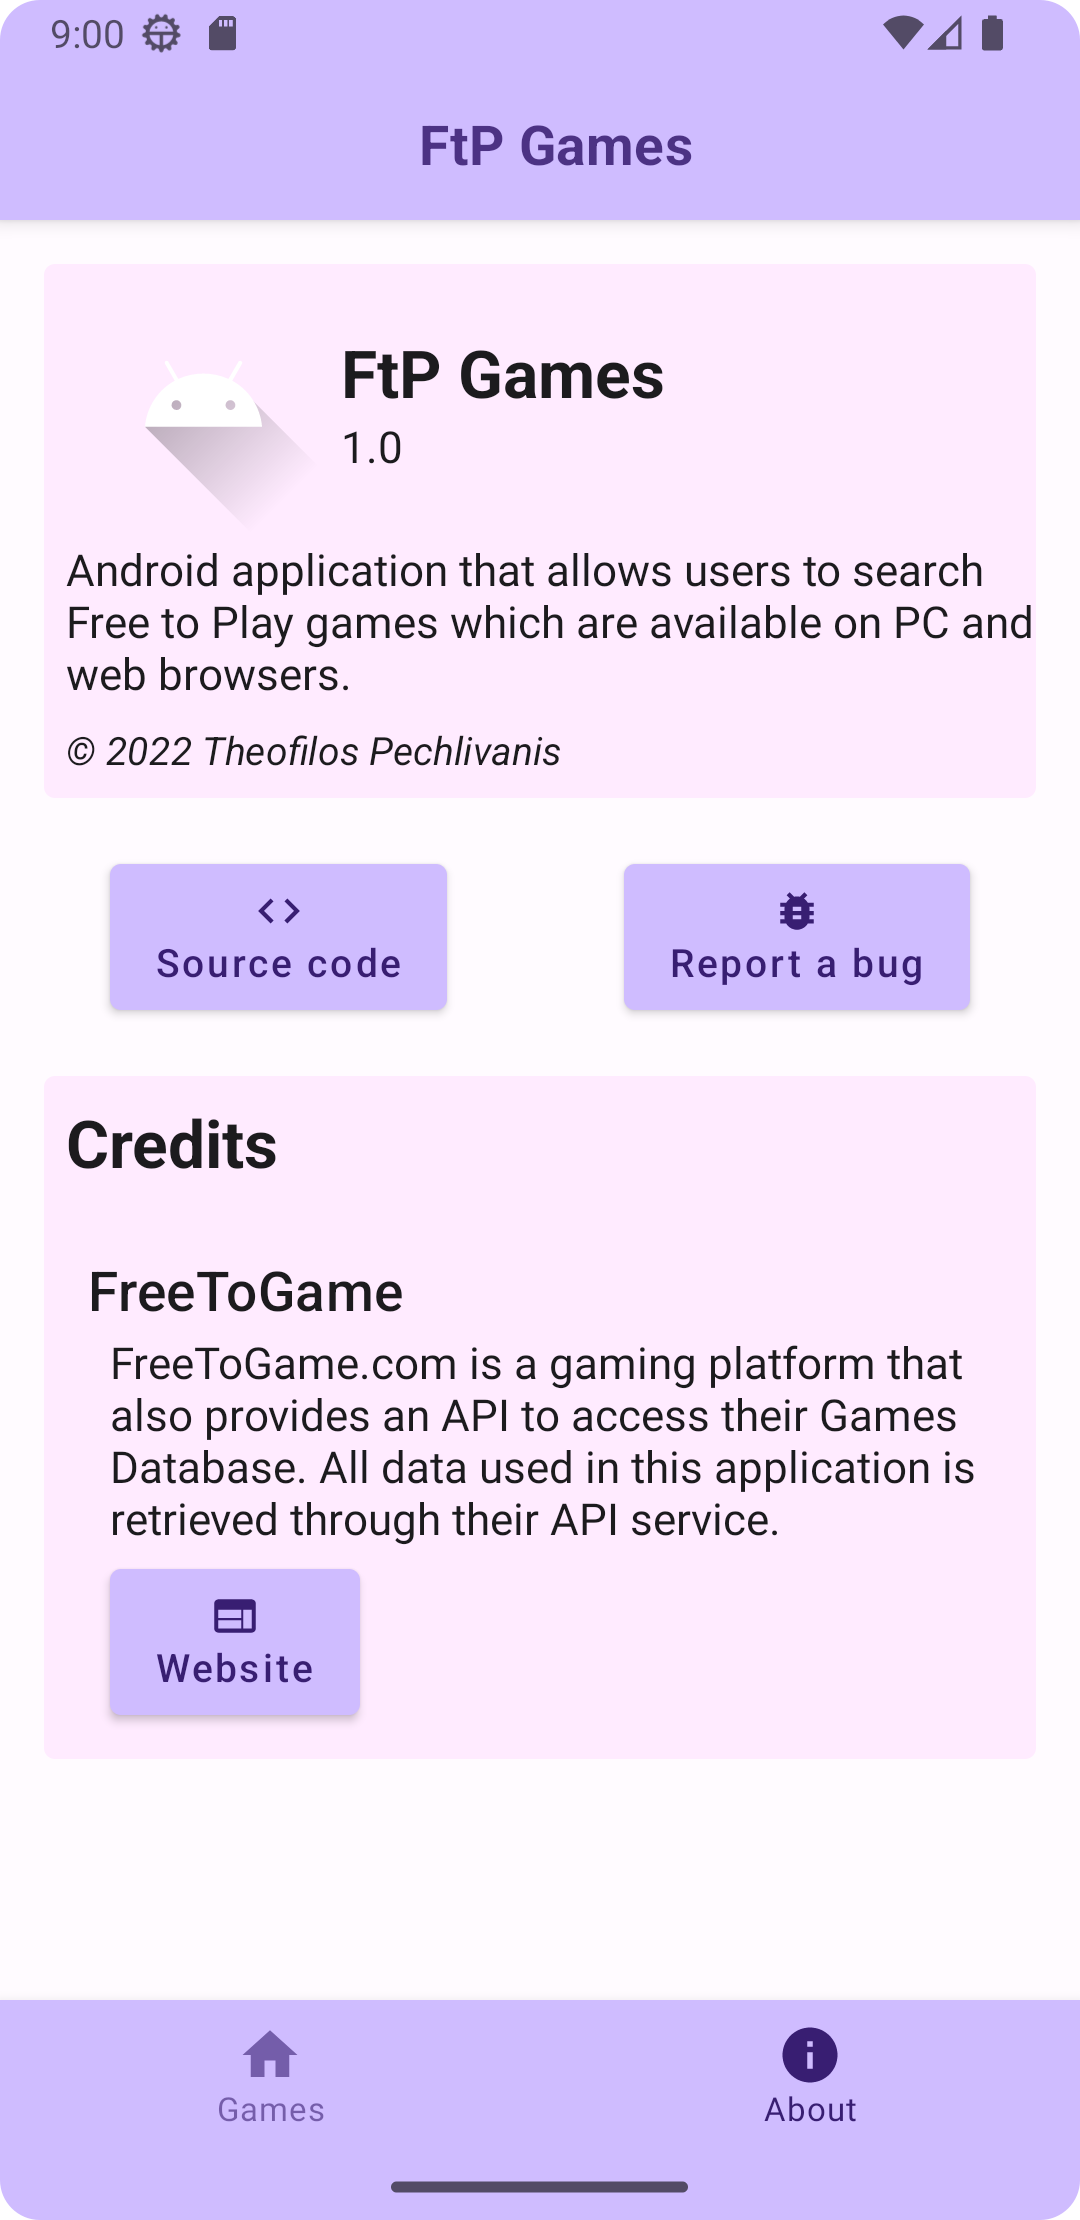 9:00
FtP Games
FtP Games
1.0
Android application that allows users to search
Free to Play games which are available on PC and
web browsers.
© 2022 Theofilos Pechlivanis
Source code
Report a bug
Credits
FreeToGame
FreeToGame.com is a gaming platform that
also provides an API to access their Games
Database. All data used in this application is
retrieved through their API service.
Website
Games
About